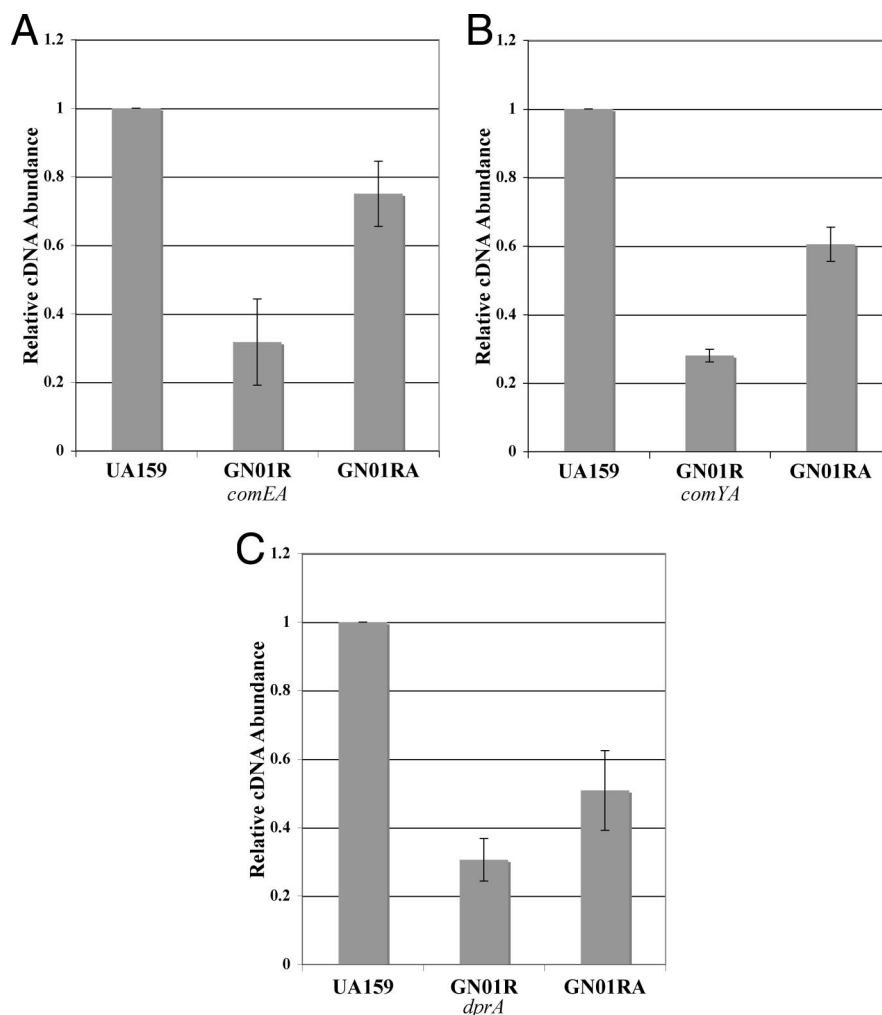 A
Relative cDNA Abundance
1.2
1
0.8
0.6
0.4
0.2
0
UA159 GN01R GN01RA
comEA
B
Relative cDNA Abundance
1.2
1
0.8
0.6
0.4
0.2
0
UA159 GN01R GN01RA
comYA
C
Relative cDNA Abundance
1.2
1
0.8
0.6
0.4
0.2
0
UA159 GN01R GN01RA
dprA